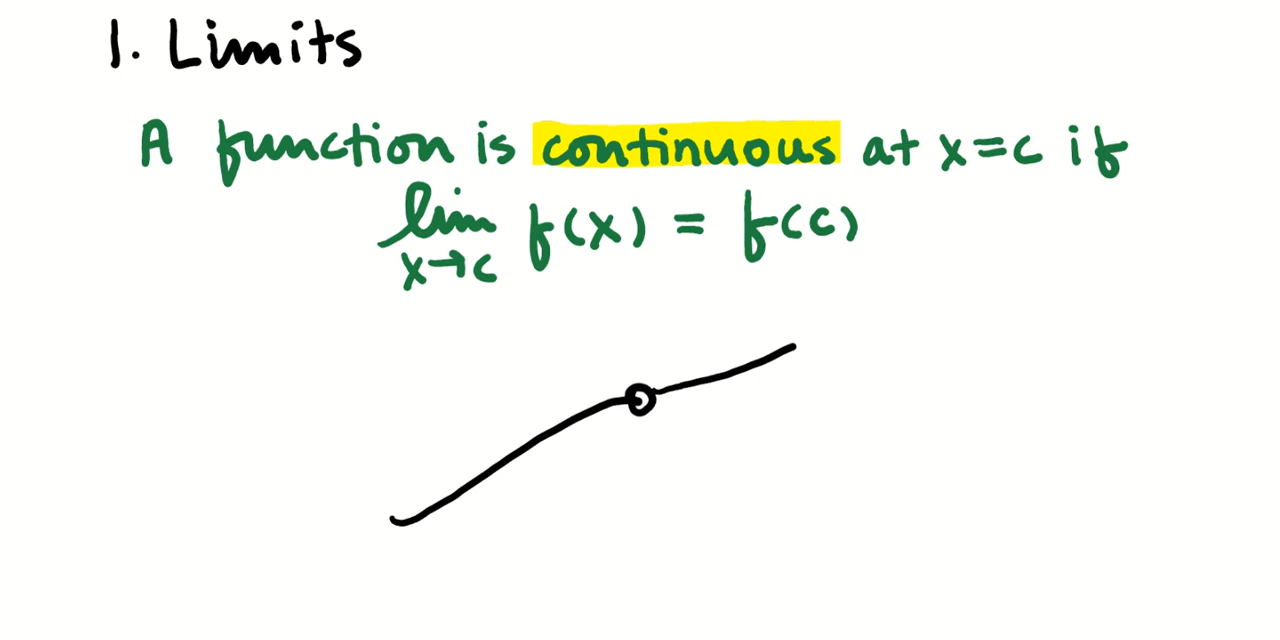 1. Limits
A function is continuous at x=c if
lim f(x) = f(c)
x→c